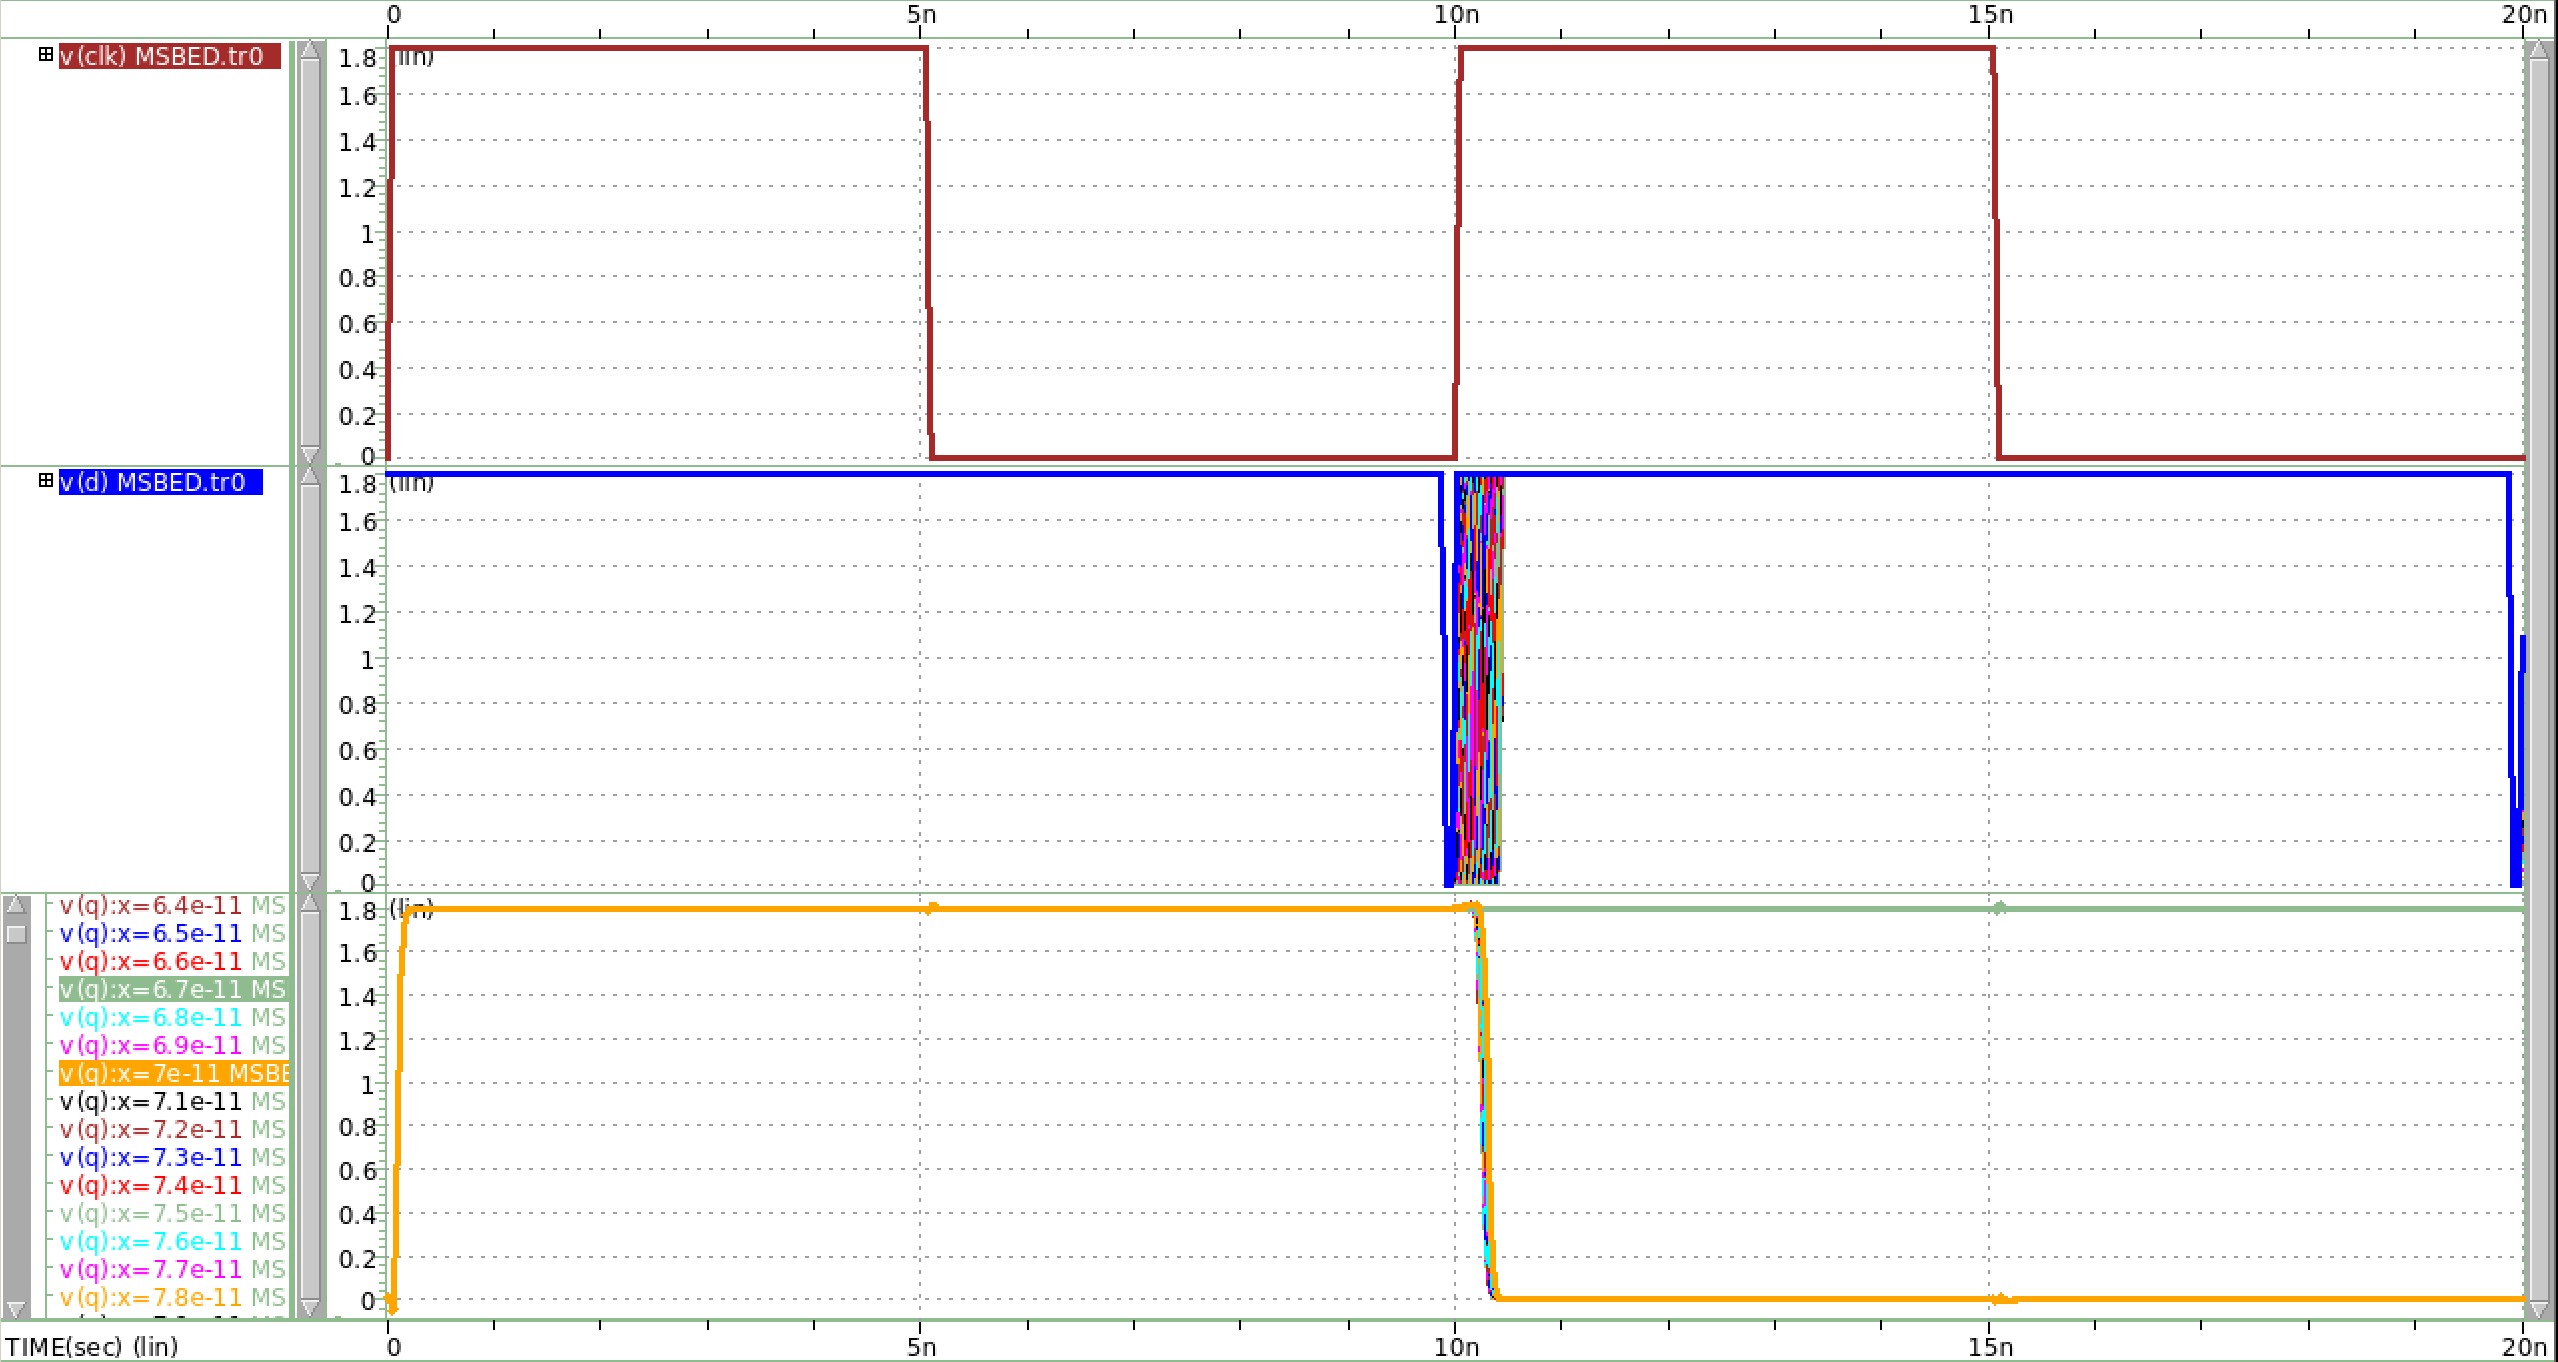 0 5n 10n 15n 20n
v(clk) MSBED.tr0
(lin)
1.8
1.6
1.4
1.2
1
0.8
0.6
0.4
0.2
0
v(d) MSBED.tr0
(lin)
1.8
1.6
1.4
1.2
1
0.8
0.6
0.4
0.2
0
v(q):x=6.4e-11 MS
v(q):x=6.5e-11 MS
v(q):x=6.6e-11 MS
v(q):x=6.7e-11 MS
v(q):x=6.8e-11 MS
v(q):x=6.9e-11 MS
v(q):x=7e-11 MSBE
v(q):x=7.1e-11 MS
v(q):x=7.2e-11 MS
v(q):x=7.3e-11 MS
v(q):x=7.4e-11 MS
v(q):x=7.5e-11 MS
v(q):x=7.6e-11 MS
v(q):x=7.7e-11 MS
v(q):x=7.8e-11 MS
(lin)
1.8
1.6
1.4
1.2
1
0.8
0.6
0.4
0.2
0
TIME(sec) (lin) 0 5n 10n 15n 20n